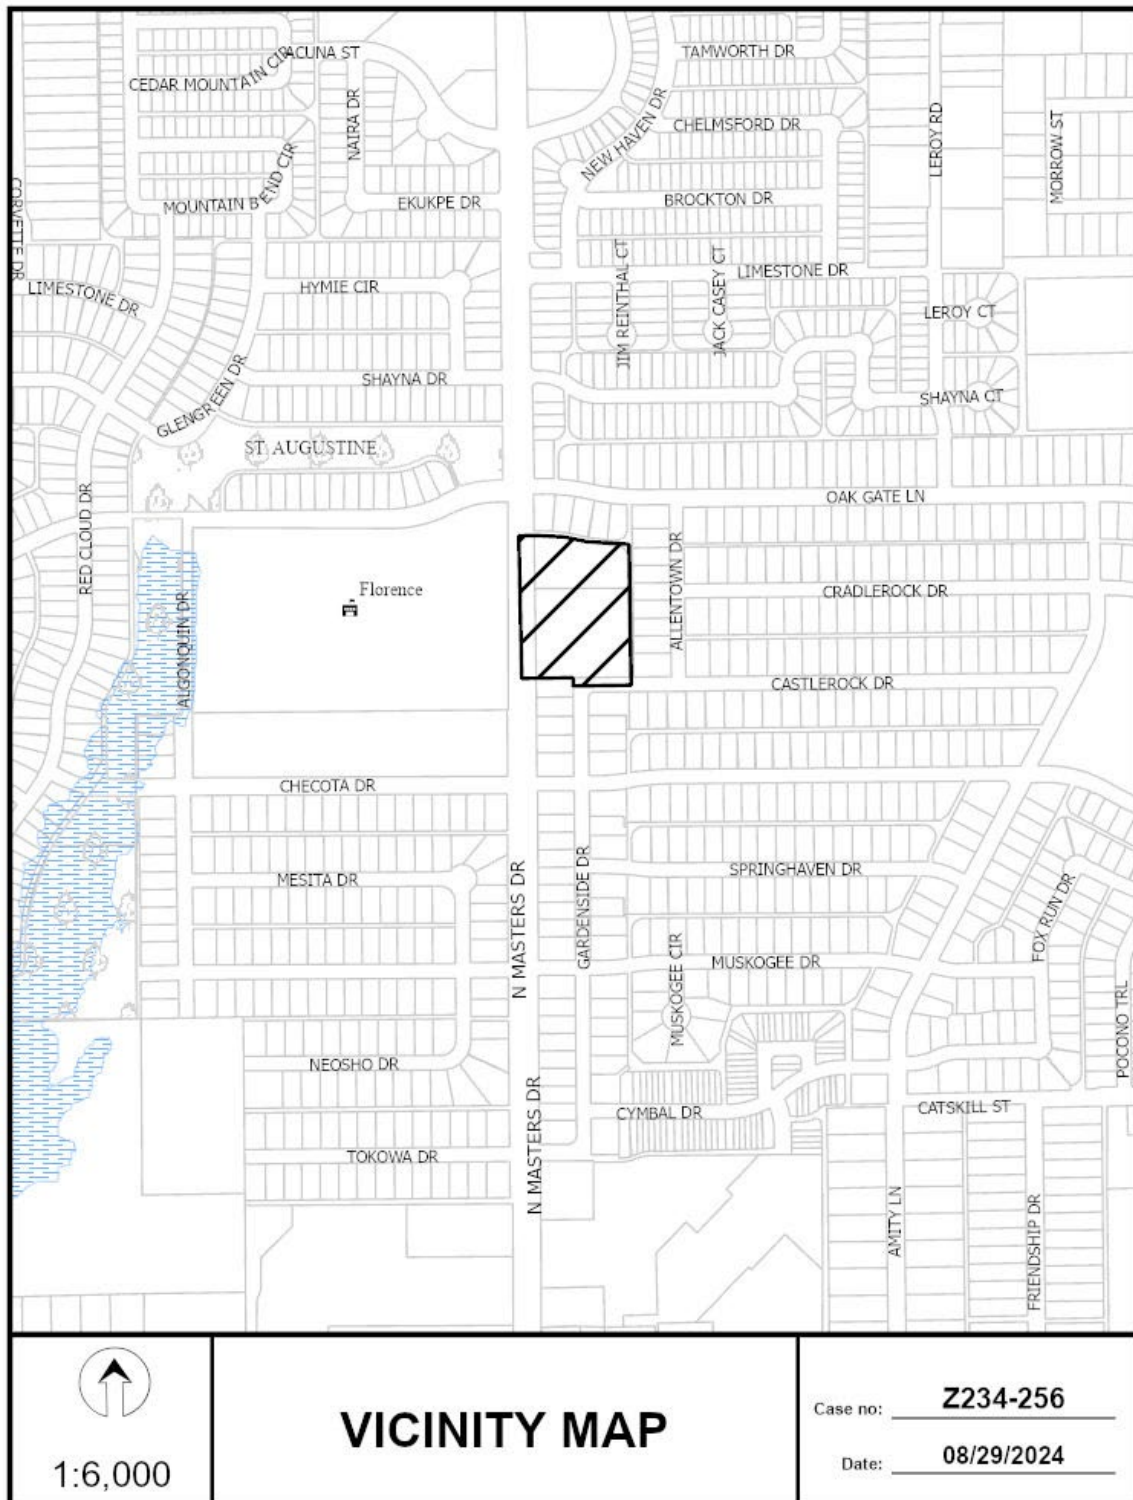 ACUNA ST
TAMWORTH DR
CEDAR MOUNTAIN CIR
NAIRA DR
NEW HAVEN DR
CHELMSFORD DR
LEROY RD
MORROW ST
MOUNTAIN BEND CIR
EKUKPE DR
BROCKTON DR
CORVETTE DR
LIMESTONE DR
HYMIE CIR
JIM REINTHAL CT
JACK CASEY CT
LIMESTONE DR
LEROY CT
SHAYNA DR
GLENGREEN DR
SHAYNA CT
ST. AUGUSTINE
RED CLOUD DR
OAK GATE LN
Florence
ALLENTOWN DR
CRADLEROCK DR
ALGONQUIN DR
CASTLEROCK DR
CHECOTA DR
MESITA DR
N MASTERS DR
GARDENSIDE DR
SPRINGHAVEN DR
FOX RUN DR
MUSKOGEE CIR
MUSKOGEE DR
POCONO TRL
NEOSHO DR
N MASTERS DR
CYMBAL DR
CATSKILL ST
TOKOWA DR
AMITY LN
FRIENDSHIP DR
1:6,000
VICINITY MAP
Case no: Z234-256
Date: 08/29/2024